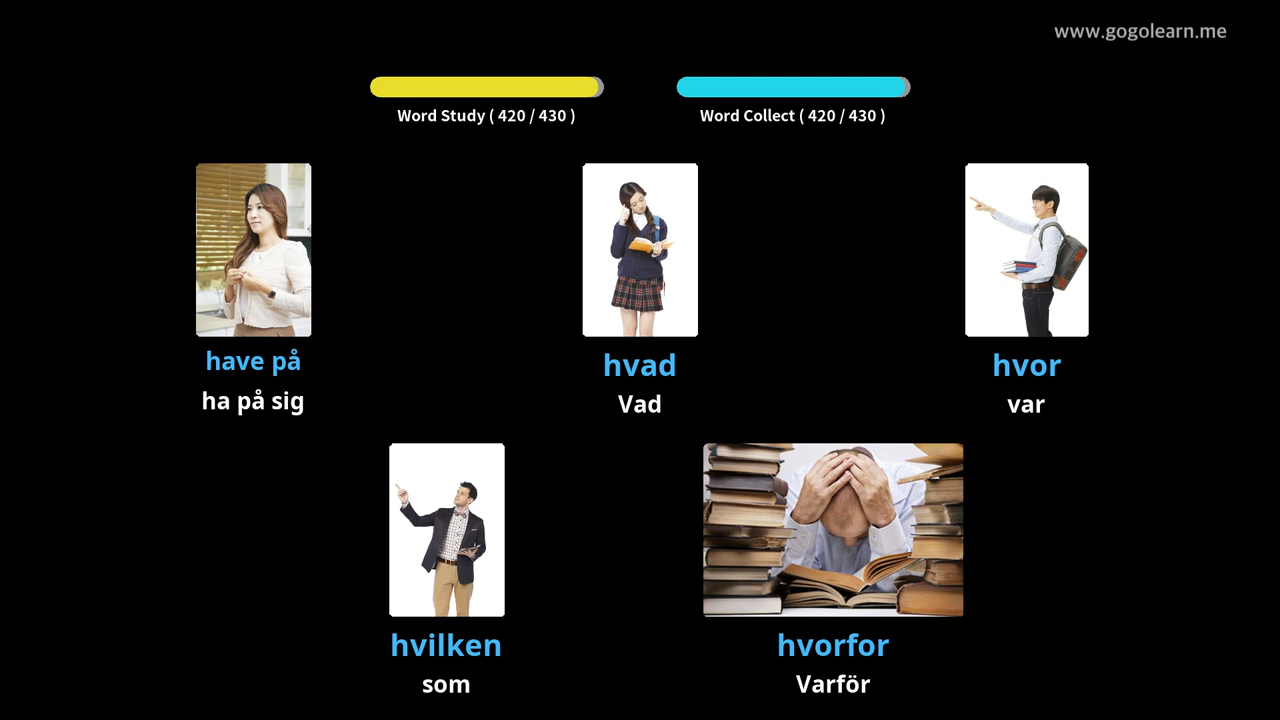 www.gogolearn.me
Word Study ( 420 / 430 )
Word Collect ( 420 / 430 )
have på
ha på sig
hvad
Vad
hvor
var
hvilken
som
hvorfor
Varför